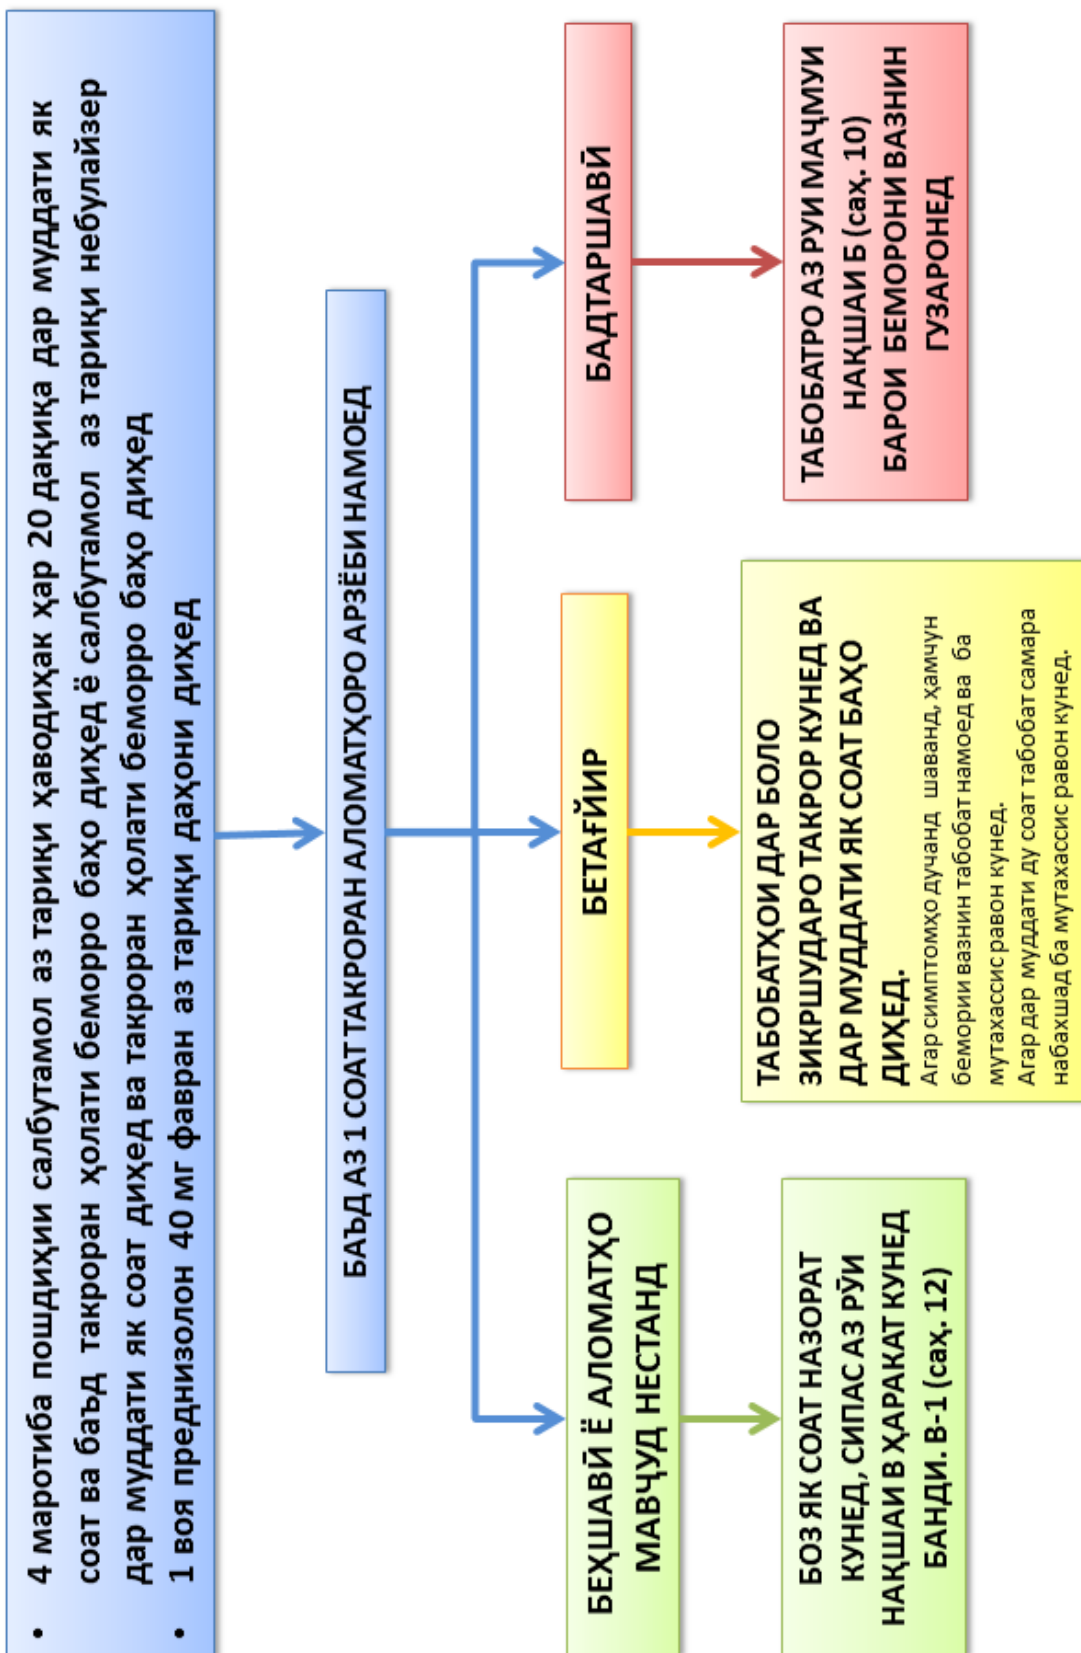 • 4 маротиба пошдиҳии салбутамол аз тариқи ҳаводиҳак ҳар 20 дақиқа дар муддати як
соат ва баъд такроран ҳолати беморро баҳо диҳед ё салбутамол аз тариқи небулайзер
дар муддати як соат диҳед ва такроран ҳолати беморро баҳо диҳед
• 1 воя преднизолон 40 мг фавран аз тариқи даҳони диҳед
БАЪД АЗ 1 СОАТ ТАКРОРАН АЛОМАТҲОРО АРЗЁБИ НАМОЕД
БЕҲШАВӢ Ё АЛОМАТҲО
МАВҶУД НЕСТАНД
БОЗ ЯК СОАТ НАЗОРАТ
КУНЕД, СИПАС АЗ РӮИ
НАҚШАИ В ҲАРАКАТ КУНЕД
БАНДИ. В-1 (саҳ. 12)
БЕТАҒЙИР
ТАБОБАТҲОИ ДАР БОЛО
ЗИКРШУДАРО ТАКРОР КУНЕД ВА
ДАР МУДДАТИ ЯК СОАТ БАҲО
ДИҲЕД.
Агар симптомҳо дучанд шаванд, ҳамчун
бемории вазнин табобат намоед ва ба
мутахассис равон кунед.
Агар дар муддати ду соат табобат самара
набахшад ба мутахассис равон кунед.
БАДТАРШАВӢ
ТАБОБАТРО АЗ РУИ МАҶМУИ
НАҚШАИ Б (саҳ. 10)
БАРОИ БЕМОРОНИ ВАЗНИН
ГУЗАРОНЕД